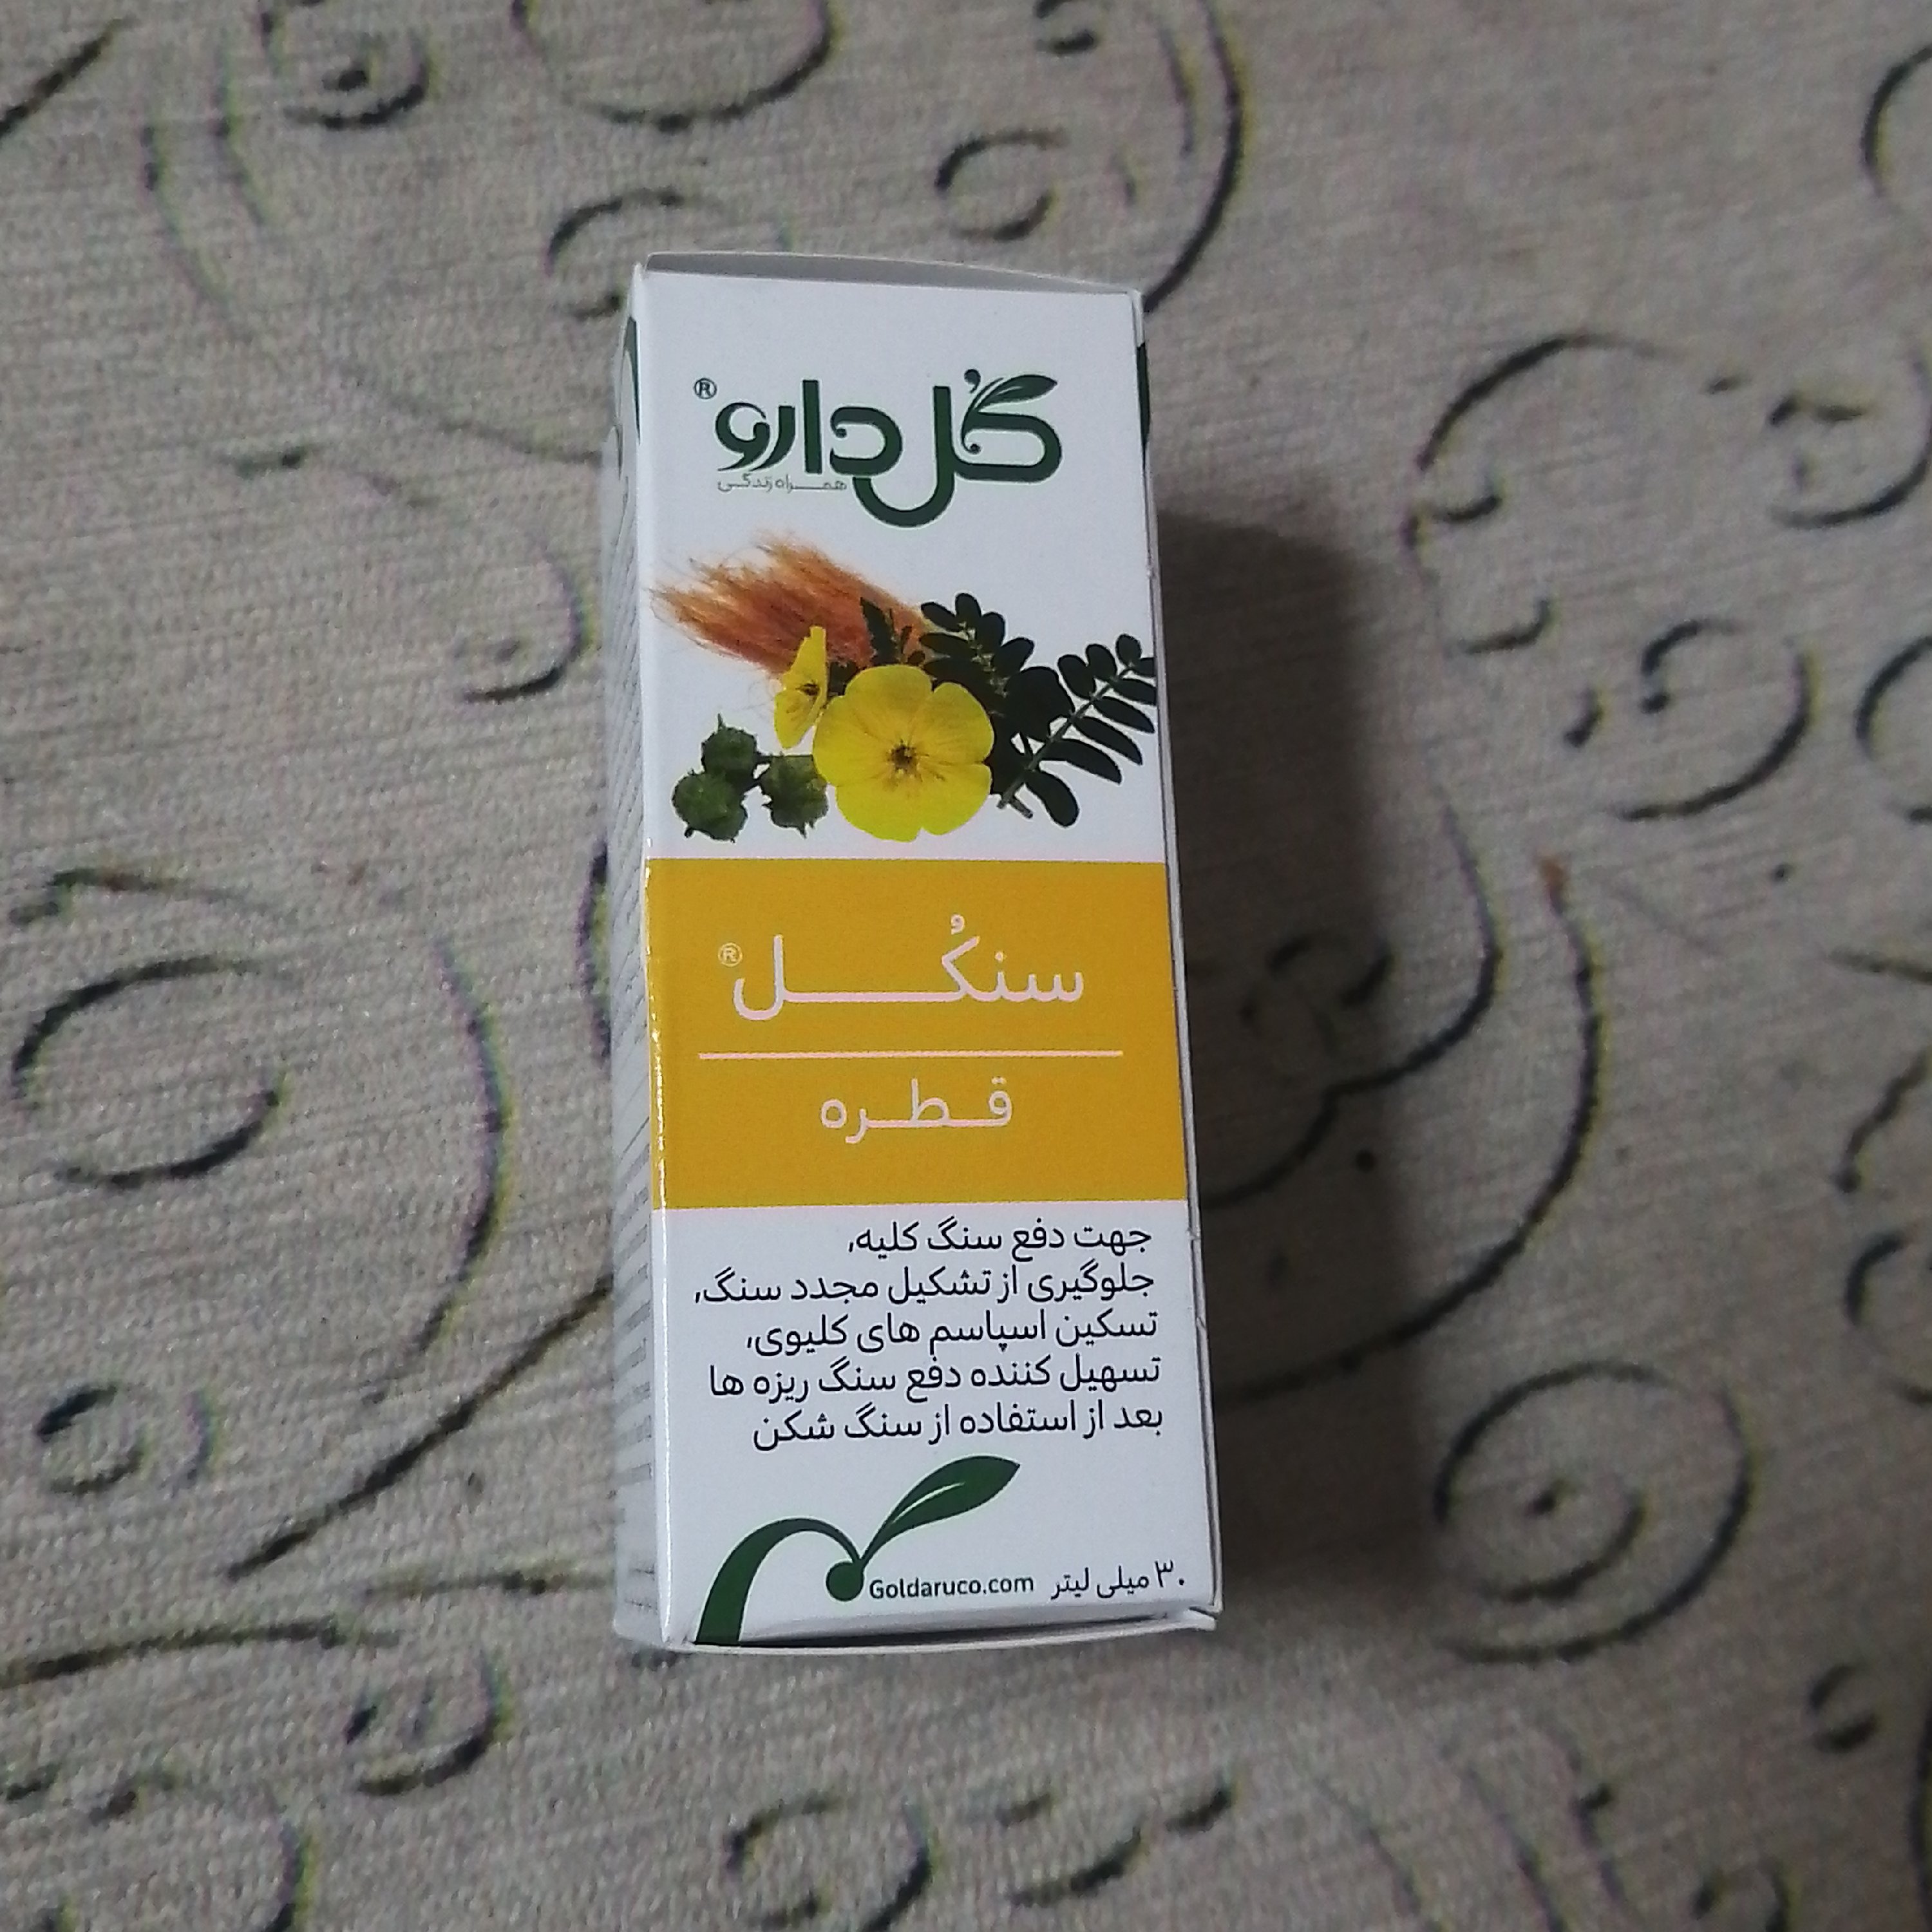 گُل دارو®
همراه زندگی
سنکُل®
قطره
جهت دفع سنگ کلیه،
جلوگیری از تشکیل مجدد سنگ،
تسکین اسپاسم های کلیوی،
تسهیل کننده دفع سنگ ریزه ها
بعد از استفاده از سنگ شکن
۳۰ میلی لیتر Goldaruco.com